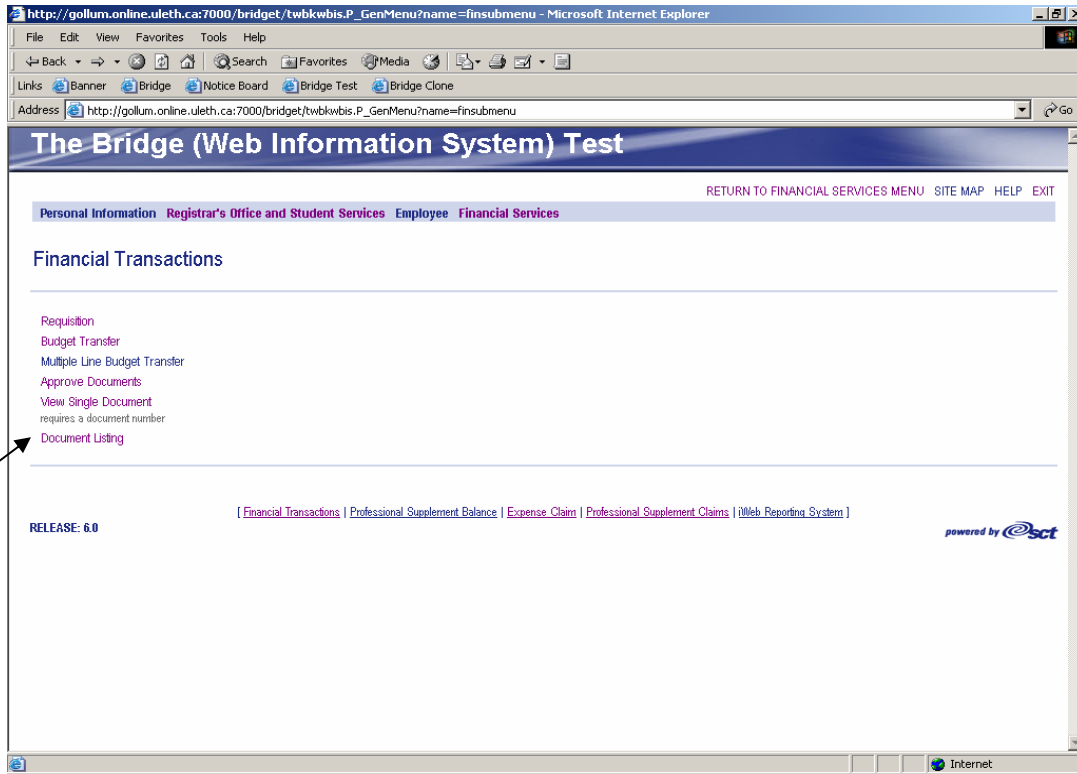 http://gollum.online.uleth.ca:7000/bridget/twbkwbis.P_GenMenu?name=finsubmenu - Microsoft Internet Explorer
File Edit View Favorites Tools Help
Back Search Favorites Media
Links Banner Bridge Notice Board Bridge Test Bridge Clone
Address http://gollum.online.uleth.ca:7000/bridget/twbkwbis.P_GenMenu?name=finsubmenu Go
The Bridge (Web Information System) Test
RETURN TO FINANCIAL SERVICES MENU SITE MAP HELP EXIT
Personal Information Registrar's Office and Student Services Employee Financial Services
Financial Transactions
Requisition
Budget Transfer
Multiple Line Budget Transfer
Approve Documents
View Single Document
requires a document number
Document Listing
[ Financial Transactions | Professional Supplement Balance | Expense Claim | Professional Supplement Claims | iWeb Reporting System ]
RELEASE: 6.0
powered by sct
Internet